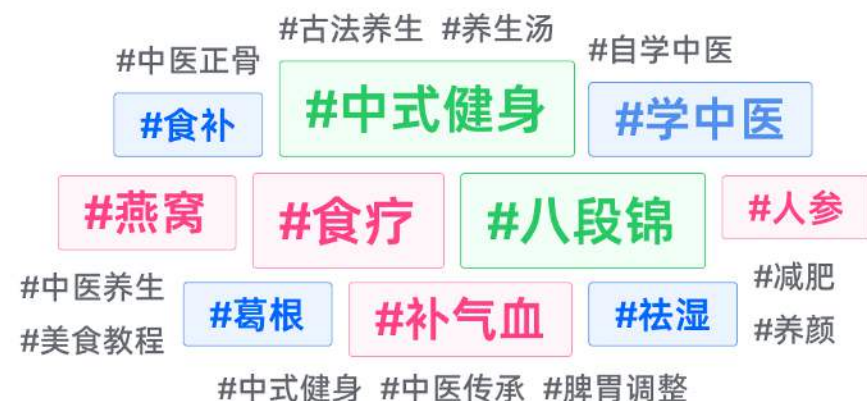 #古法养生 #养生汤
#中医正骨 #自学中医
#食补 #中式健身 #学中医
#燕窝 #食疗 #八段锦 #人参
#中医养生 #减肥
#葛根 #补气血 #祛湿
#美食教程 #养颜
#中式健身 #中医传承 #脾胃调整